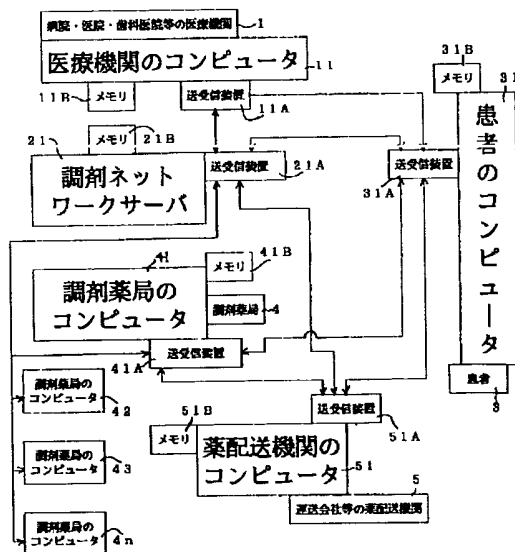 病院・医院・歯科医院等の医療機関
1
医療機関のコンピュータ
11
メモリ
11B
送受信装置
11A
31B
メモリ
31
患者のコンピュータ
送受信装置
31A
患者
3
21
メモリ
21B
調剤ネット
ワークサーバ
送受信装置
21A
41
メモリ
41B
調剤薬局の
コンピュータ
調剤薬局
4
送受信装置
41A
調剤薬局の
コンピュータ
42
調剤薬局の
コンピュータ
43
調剤薬局の
コンピュータ
4n
51B
メモリ
送受信装置
51A
薬配送機関の
コンピュータ
51
5
運送会社等の薬配送機関